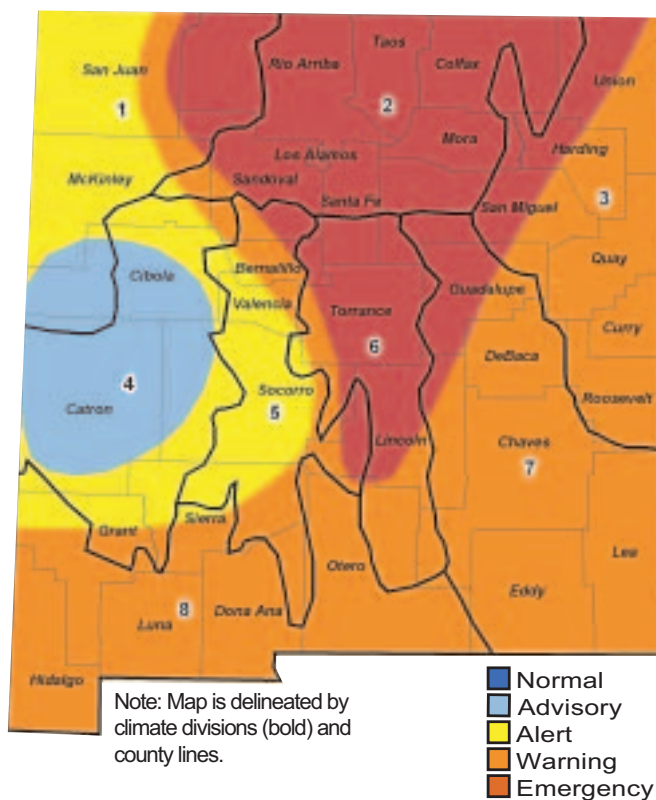 Taos
Rio Arriba
Colfax
San Juan
Union
1
2
Mora
Los Alamos
Harding
McKinley
Sandoval
Santa Fe
San Miguel
3
Bernalillo
Quay
Cibola
Guadalupe
Valencia
Torrance
Curry
6
DeBaca
4
Socorro
Roosevelt
Catron
5
Lincoln
Chaves
7
Sierra
Grant
Lea
Otero
Eddy
8
Luna
Dona Ana
Hidalgo
Note: Map is delineated by
climate divisions (bold) and
county lines.
Normal
Advisory
Alert
Warning
Emergency